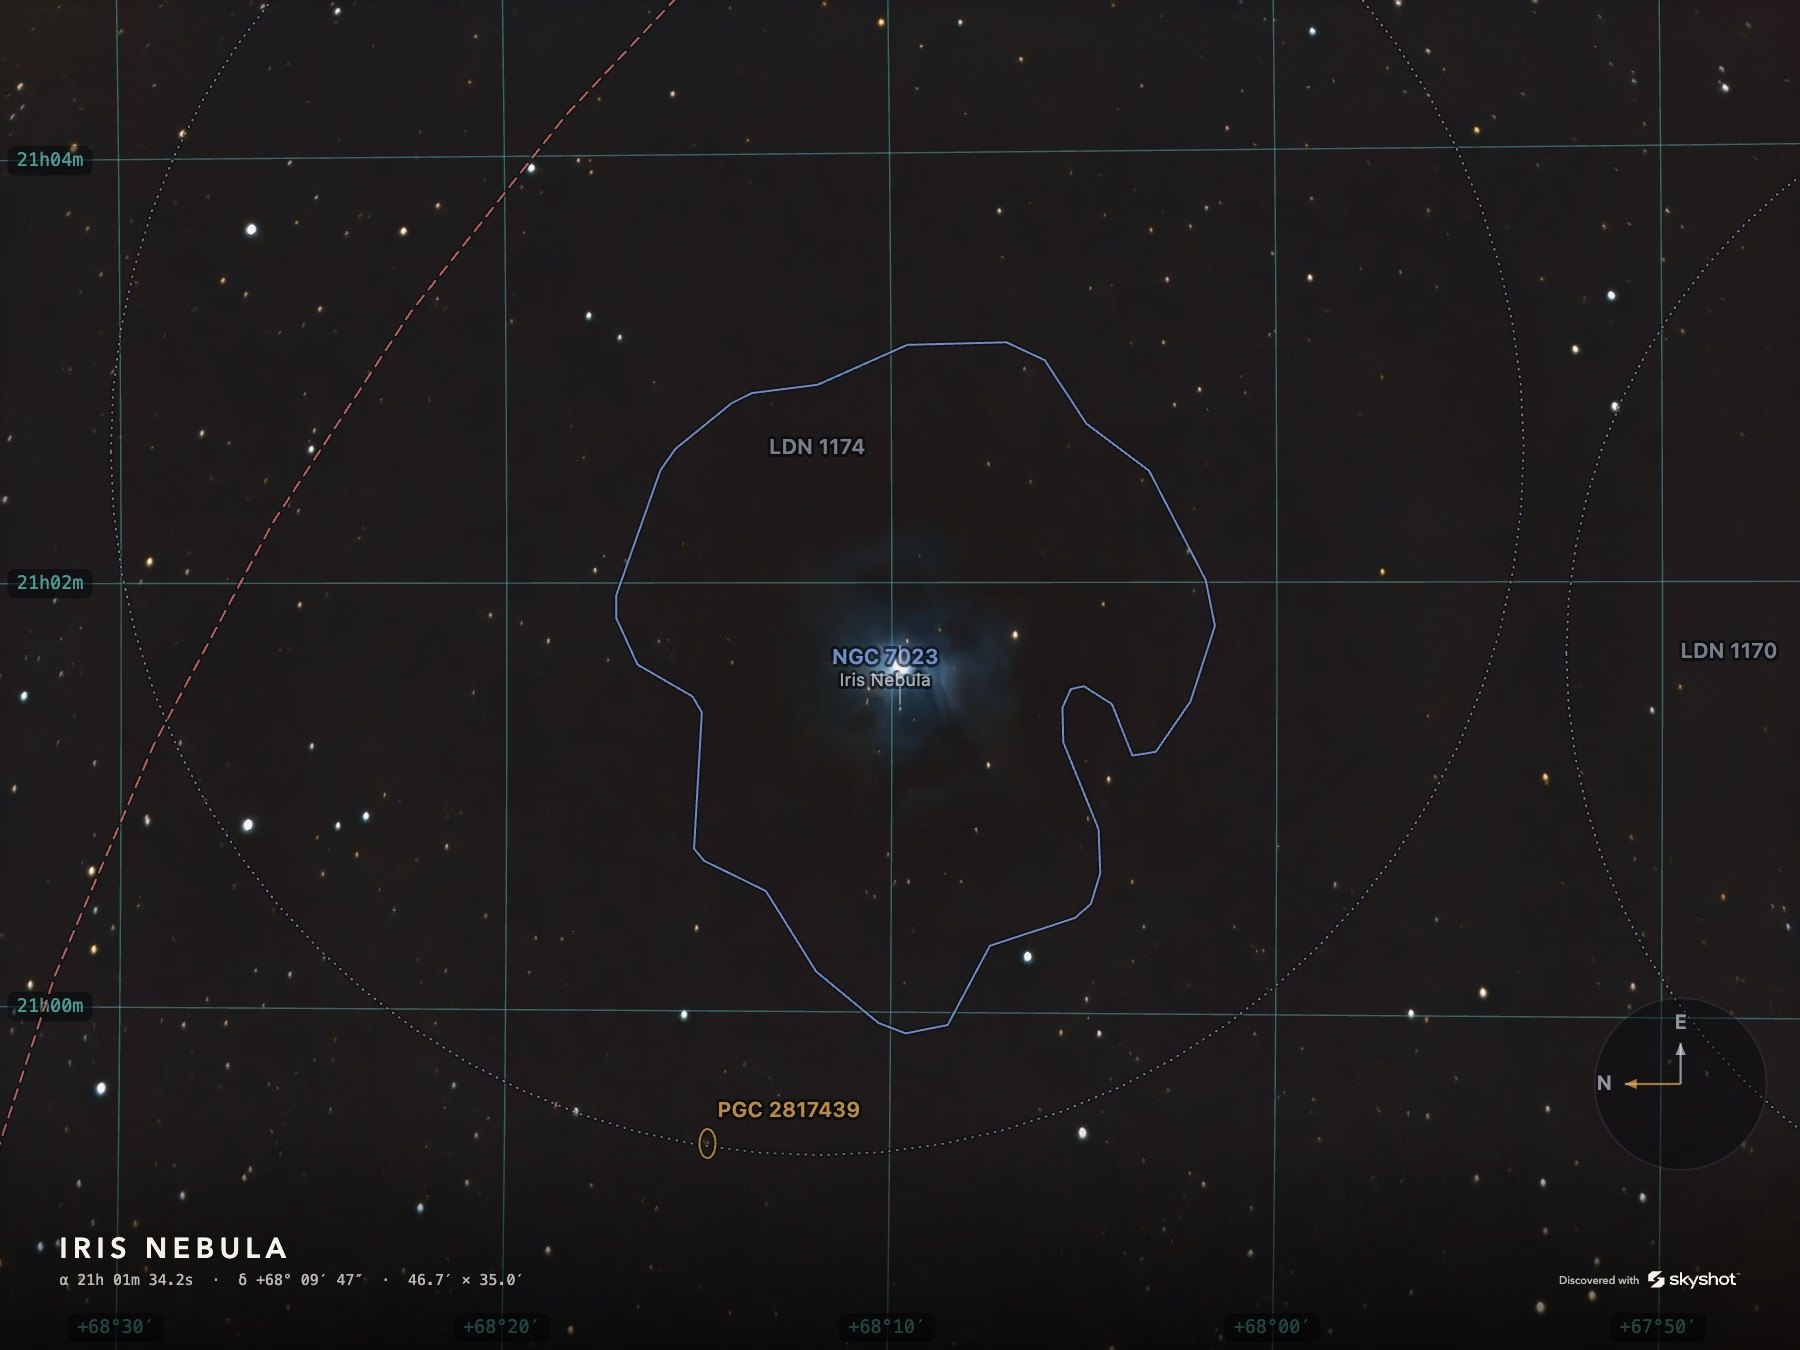 21h04m
LDN 1174
21h02m
NGC 7023
Iris Nebula
LDN 1170
21h00m
E
N
PGC 2817439
IRIS NEBULA
α 21h 01m 34.2s · δ +68° 09′ 47″ · 46.7′ × 35.0′
Discovered with skyshot
+68°30′
+68°20′
+68°10′
+68°00′
+67°50′